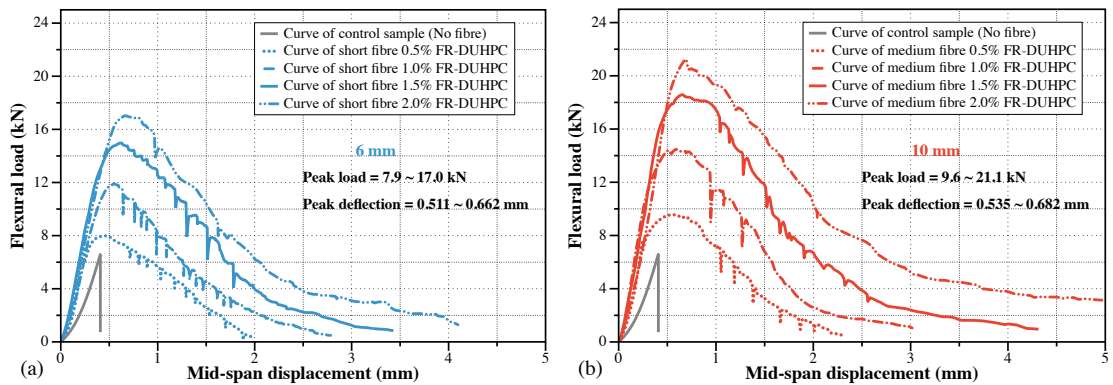 24
20
16
12
8
4
0
Flexural load (kN)
Curve of control sample (No fibre)
Curve of short fibre 0.5% FR-DUHPC
Curve of short fibre 1.0% FR-DUHPC
Curve of short fibre 1.5% FR-DUHPC
Curve of short fibre 2.0% FR-DUHPC
6 mm
Peak load = 7.9 ~ 17.0 kN
Peak deflection = 0.511 ~ 0.662 mm
0 1 2 3 4 5
(a)
Mid-span displacement (mm)
24
20
16
12
8
4
0
Flexural load (kN)
Curve of control sample (No fibre)
Curve of medium fibre 0.5% FR-DUHPC
Curve of medium fibre 1.0% FR-DUHPC
Curve of medium fibre 1.5% FR-DUHPC
Curve of medium fibre 2.0% FR-DUHPC
10 mm
Peak load = 9.6 ~ 21.1 kN
Peak deflection = 0.535 ~ 0.682 mm
0 1 2 3 4 5
(b)
Mid-span displacement (mm)